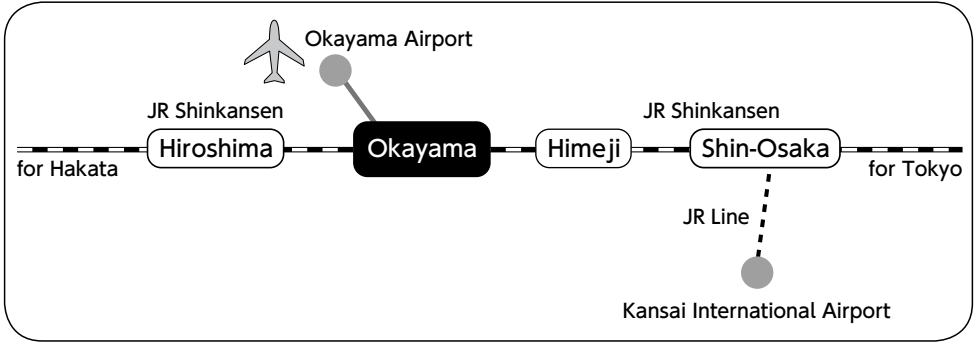 Okayama Airport
JR Shinkansen
JR Shinkansen
Hiroshima
Okayama
Himeji
Shin-Osaka
for Hakata
for Tokyo
JR Line
Kansai International Airport